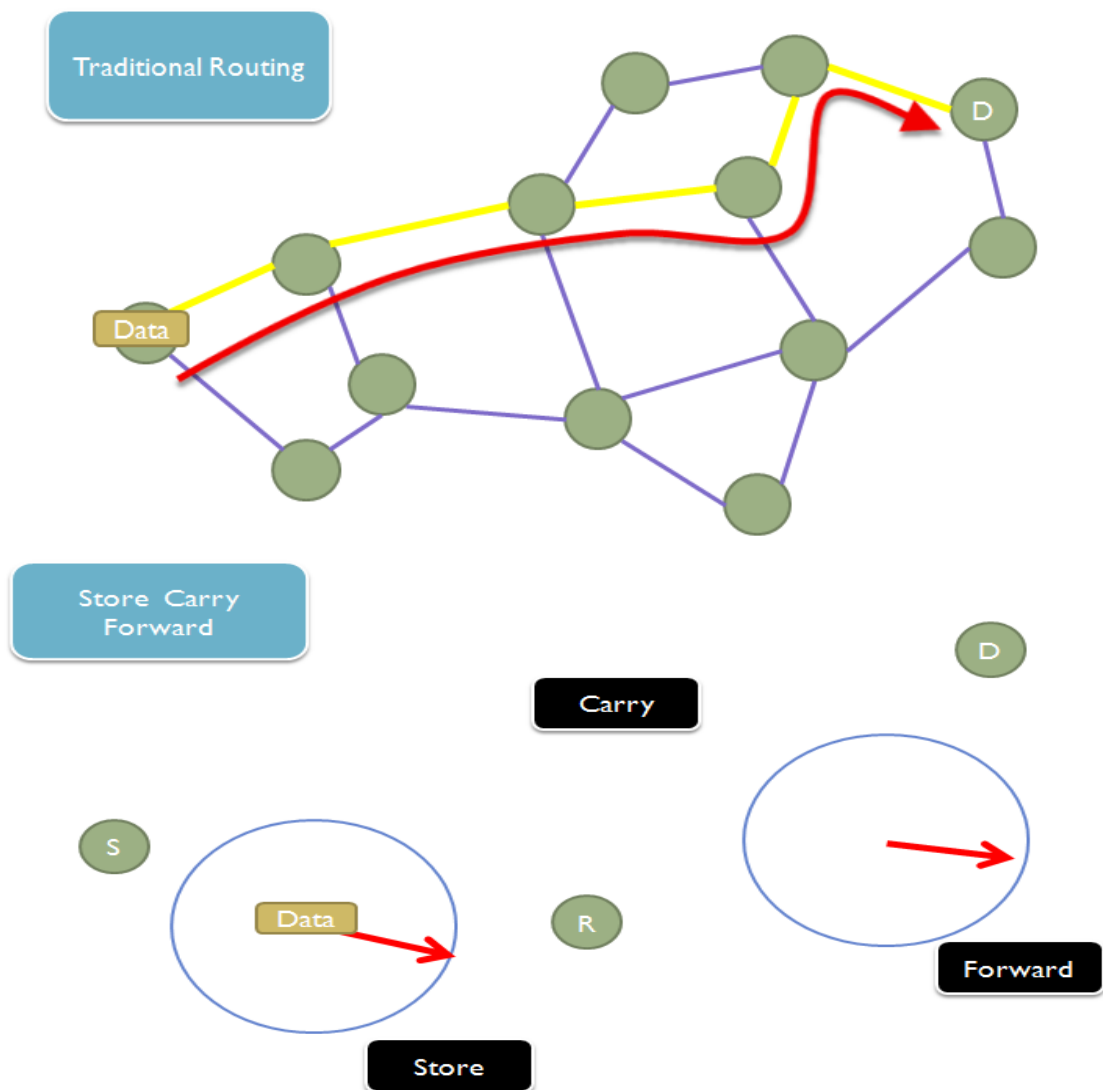 Traditional Routing
D
Data
Store Carry
Forward
D
Carry
S
Data
R
Forward
Store